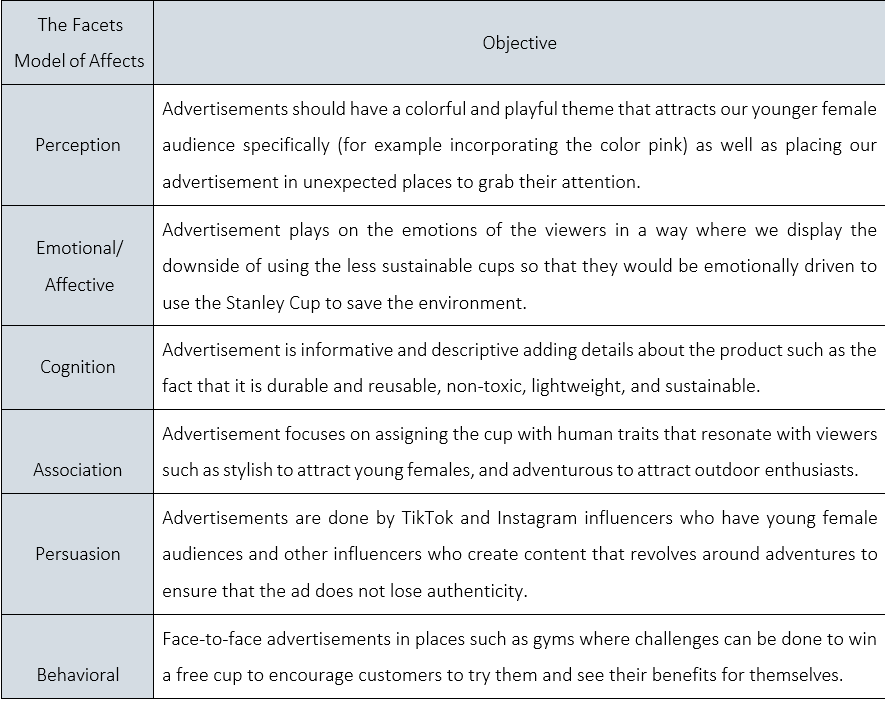 The Facets
Model of Affects
Objective
Perception
Advertisements should have a colorful and playful theme that attracts our younger female
audience specifically (for example incorporating the color pink) as well as placing our
advertisement in unexpected places to grab their attention.
Emotional/
Affective
Advertisement plays on the emotions of the viewers in a way where we display the
downside of using the less sustainable cups so that they would be emotionally driven to
use the Stanley Cup to save the environment.
Cognition
Advertisement is informative and descriptive adding details about the product such as the
fact that it is durable and reusable, non-toxic, lightweight, and sustainable.
Association
Advertisement focuses on assigning the cup with human traits that resonate with viewers
such as stylish to attract young females, and adventurous to attract outdoor enthusiasts.
Persuasion
Advertisements are done by TikTok and Instagram influencers who have young female
audiences and other influencers who create content that revolves around adventures to
ensure that the ad does not lose authenticity.
Behavioral
Face-to-face advertisements in places such as gyms where challenges can be done to win
a free cup to encourage customers to try them and see their benefits for themselves.